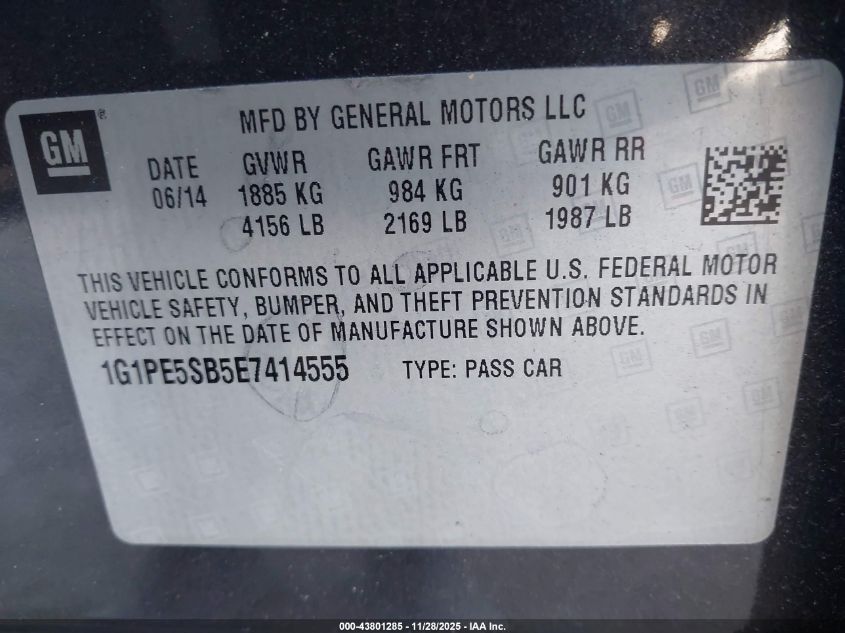 GM®
MFD BY GENERAL MOTORS LLC
DATE GVWR GAWR FRT GAWR RR
06/14 1885 KG 984 KG 901 KG
4156 LB 2169 LB 1987 LB
THIS VEHICLE CONFORMS TO ALL APPLICABLE U.S. FEDERAL MOTOR
VEHICLE SAFETY, BUMPER, AND THEFT PREVENTION STANDARDS IN
EFFECT ON THE DATE OF MANUFACTURE SHOWN ABOVE.
1G1PE5SB5E7414555 TYPE: PASS CAR
000-43801285 - 11/28/2025 - IAA Inc.